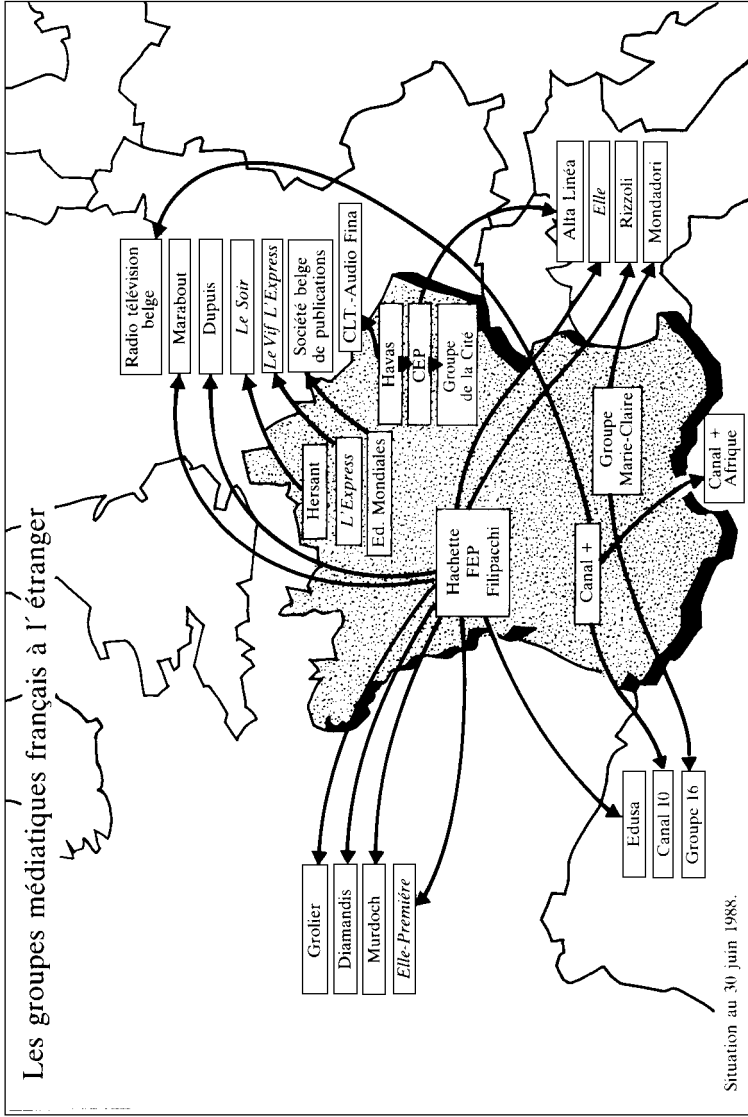 Les groupes médiatiques français à l´étranger
Radio télévision
belge
Marabout
Dupuis
Le Soir
Le Vif L'Express
Société belge
de publications
CLT.-Audio Fina
Hersant
L'Express
Ed. Mondiales
Havas
CEP
Groupe
de la Cité
Grolier
Diamandis
Murdoch
Elle-Premiére
Hachette
FEP
Filipacchi
Alta Linéa
Elle
Rizzoli
Mondadori
Edusa
Canal 10
Groupe 16
Canal +
Groupe
Marie-Claire
Canal +
Afrique
Situation au 30 juin 1988.